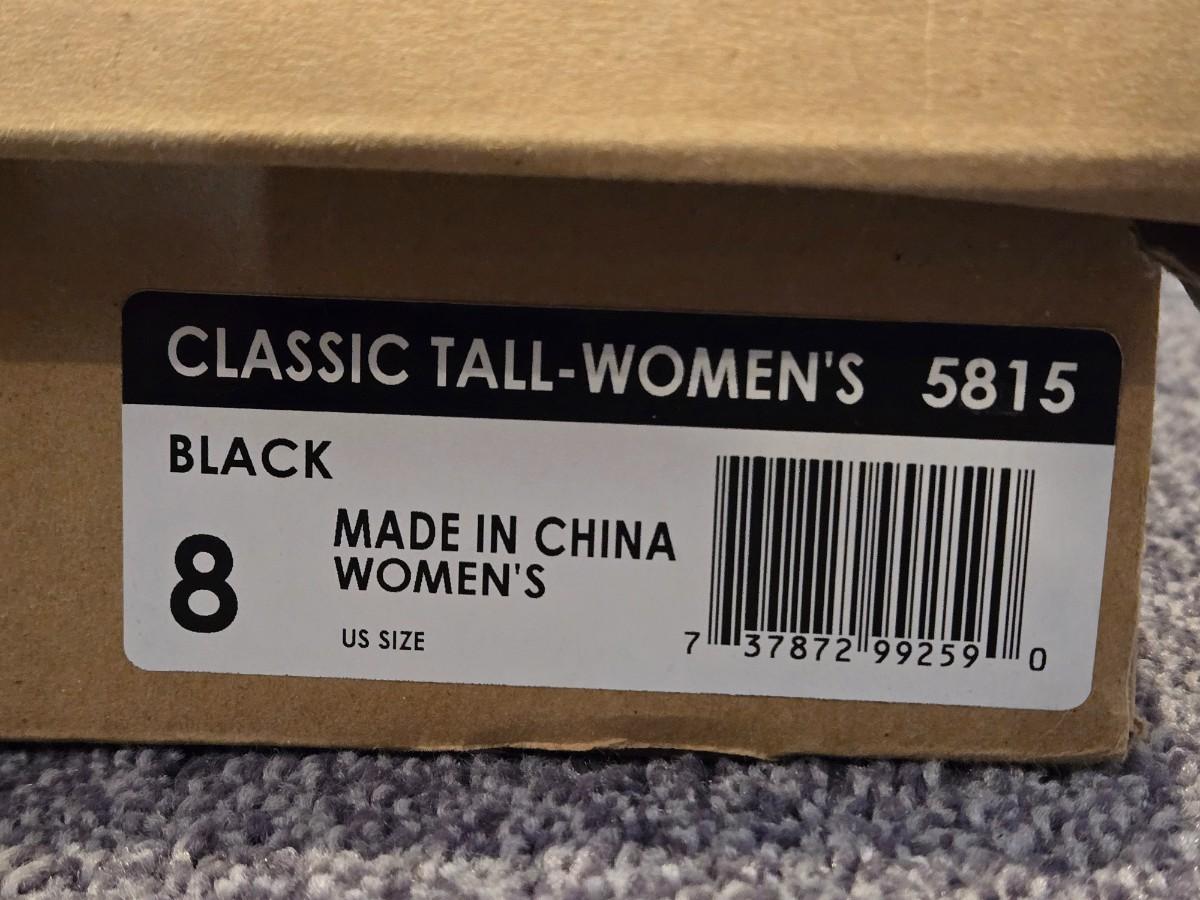 CLASSIC TALL-WOMEN'S 5815
BLACK
8
MADE IN CHINA
WOMEN'S
US SIZE
7 37872 99259 0